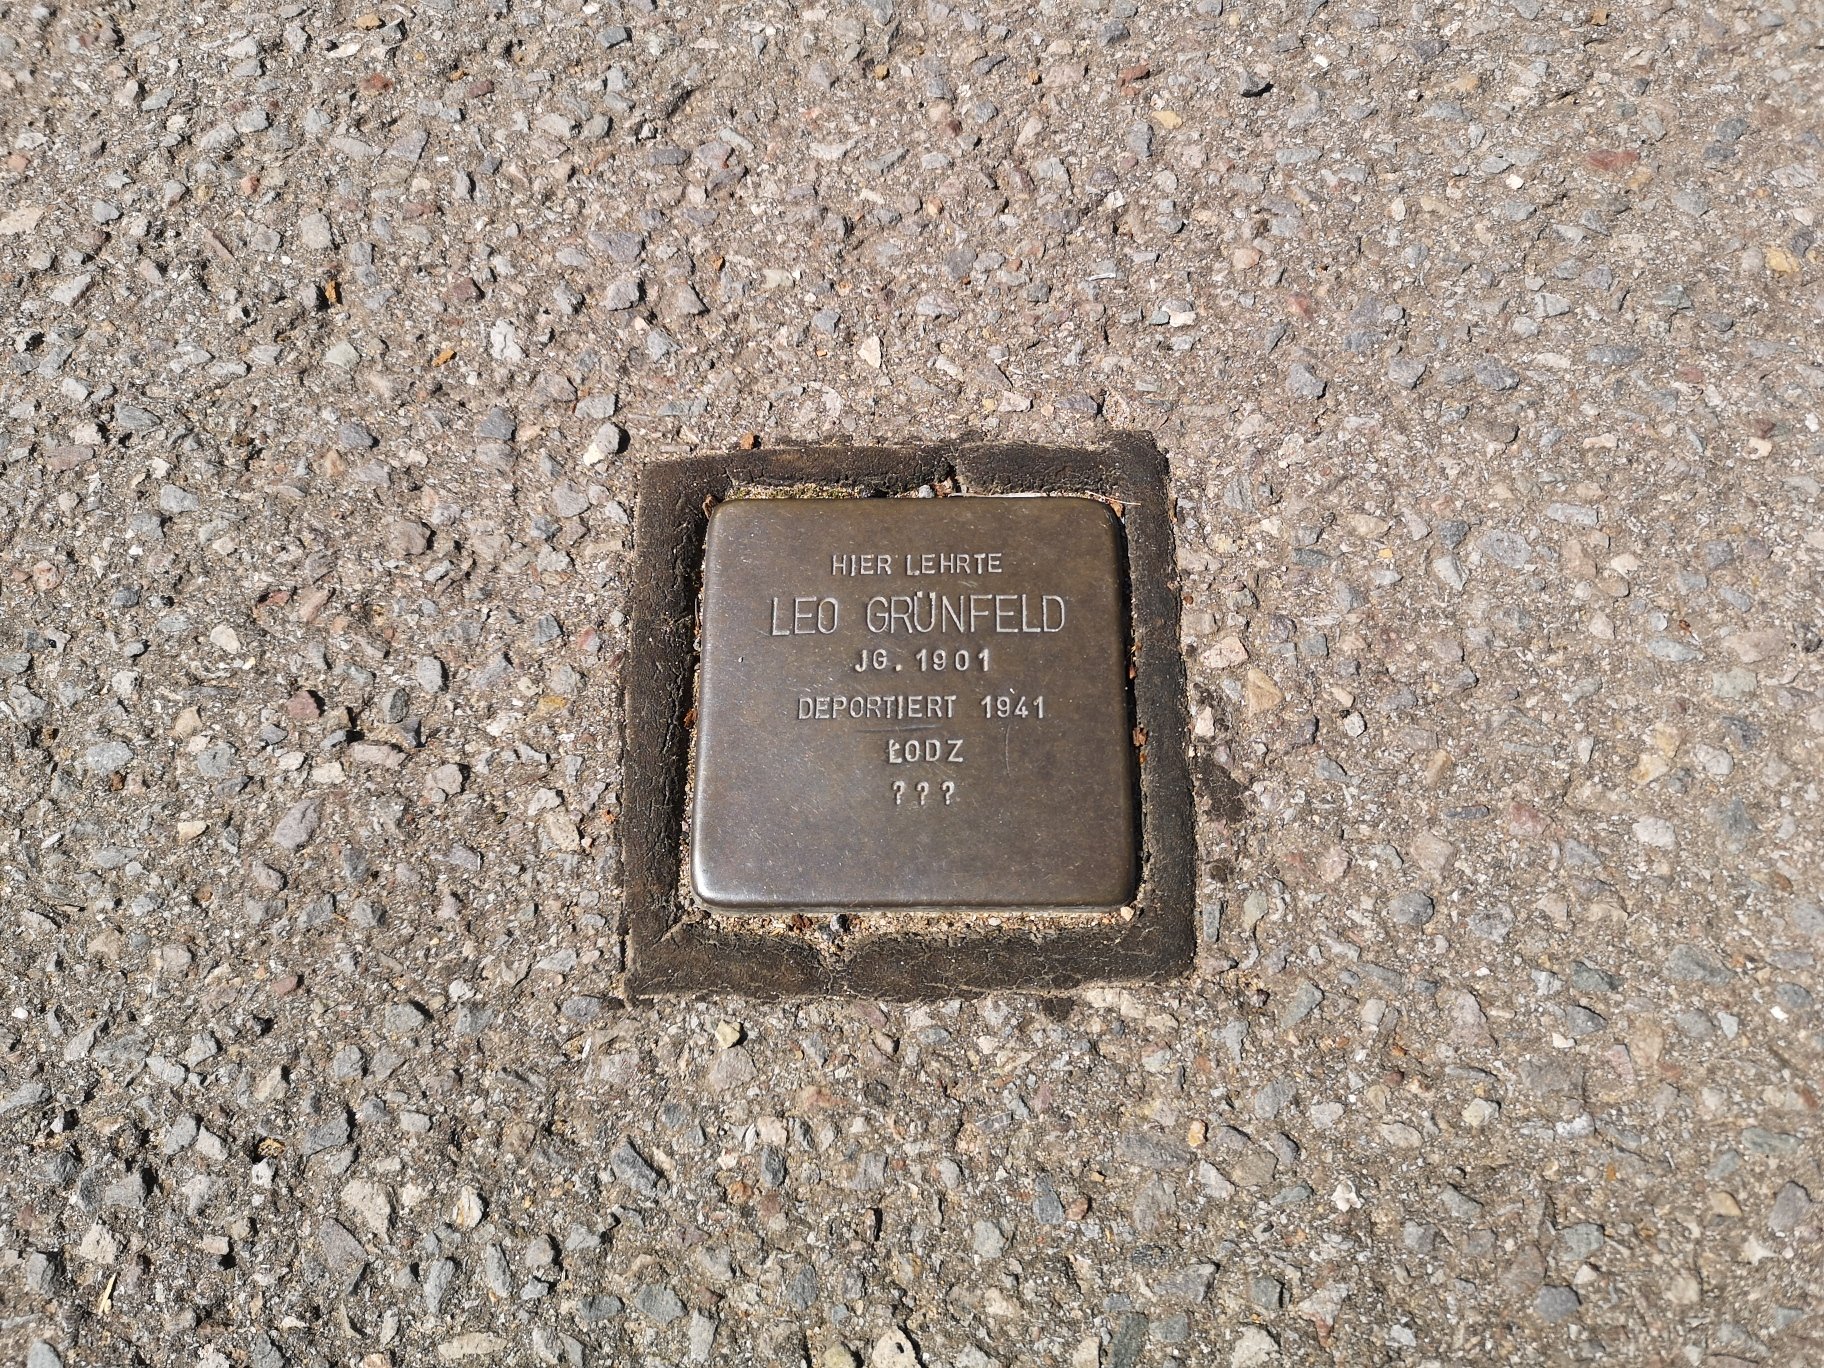 HIER LEHRTE
LEO GRÜNFELD
JG. 1901
DEPORTIERT 1941
ŁODZ
???